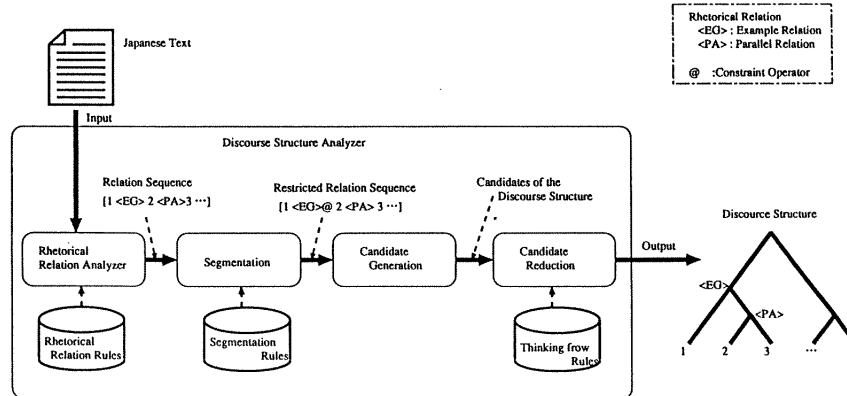 Japanese Text
Rhetorical Relation
<EG> : Example Relation
<PA> : Parallel Relation
@ :Constraint Operator
Input
Discourse Structure Analyzer
Relation Sequence
[1 <EG> 2 <PA>3 ···]
Restricted Relation Sequence
[1 <EG>@ 2 <PA> 3 ···]
Candidates of the
Discourse Structure
Rhetorical
Relation Analyzer
Segmentation
Candidate
Generation
Candidate
Reduction
Output
Discource Structure
<EG>
<PA>
1 2 3 ···
Rhetorical
Relation Rules
Segmentation
Rules
Thinking frow
Rules